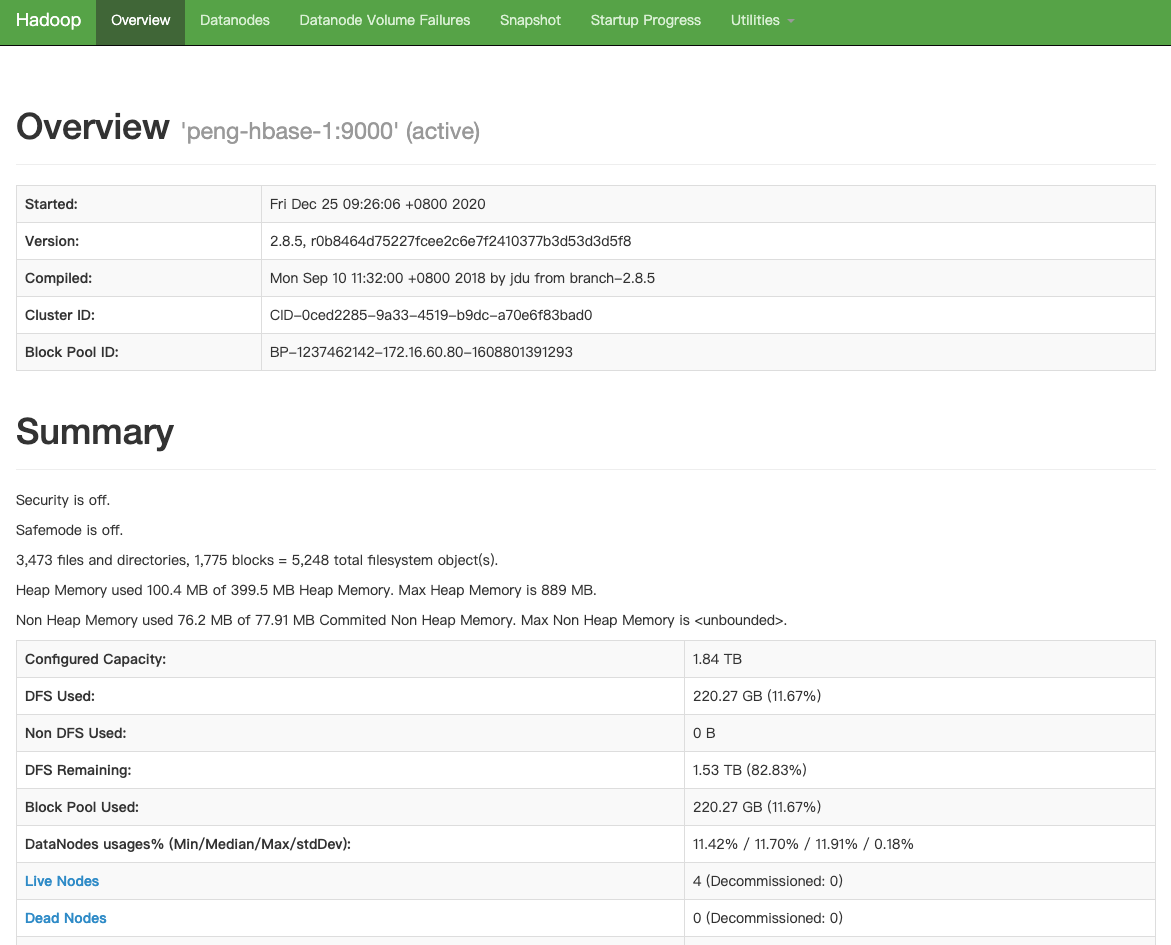 Hadoop Overview Datanodes Datanode Volume Failures Snapshot Startup Progress Utilities
Overview 'peng-hbase-1:9000' (active)
Started: Fri Dec 25 09:26:06 +0800 2020
Version: 2.8.5, r0b8464d75227fcee2c6e7f2410377b3d53d3d5f8
Compiled: Mon Sep 10 11:32:00 +0800 2018 by jdu from branch-2.8.5
Cluster ID: CID-0ced2285-9a33-4519-b9dc-a70e6f83bad0
Block Pool ID: BP-1237462142-172.16.60.80-1608801391293
Summary
Security is off.
Safemode is off.
3,473 files and directories, 1,775 blocks = 5,248 total filesystem object(s).
Heap Memory used 100.4 MB of 399.5 MB Heap Memory. Max Heap Memory is 889 MB.
Non Heap Memory used 76.2 MB of 77.91 MB Commited Non Heap Memory. Max Non Heap Memory is <unbounded>.
Configured Capacity: 1.84 TB
DFS Used: 220.27 GB (11.67%)
Non DFS Used: 0 B
DFS Remaining: 1.53 TB (82.83%)
Block Pool Used: 220.27 GB (11.67%)
DataNodes usages% (Min/Median/Max/stdDev): 11.42% / 11.70% / 11.91% / 0.18%
Live Nodes 4 (Decommissioned: 0)
Dead Nodes 0 (Decommissioned: 0)